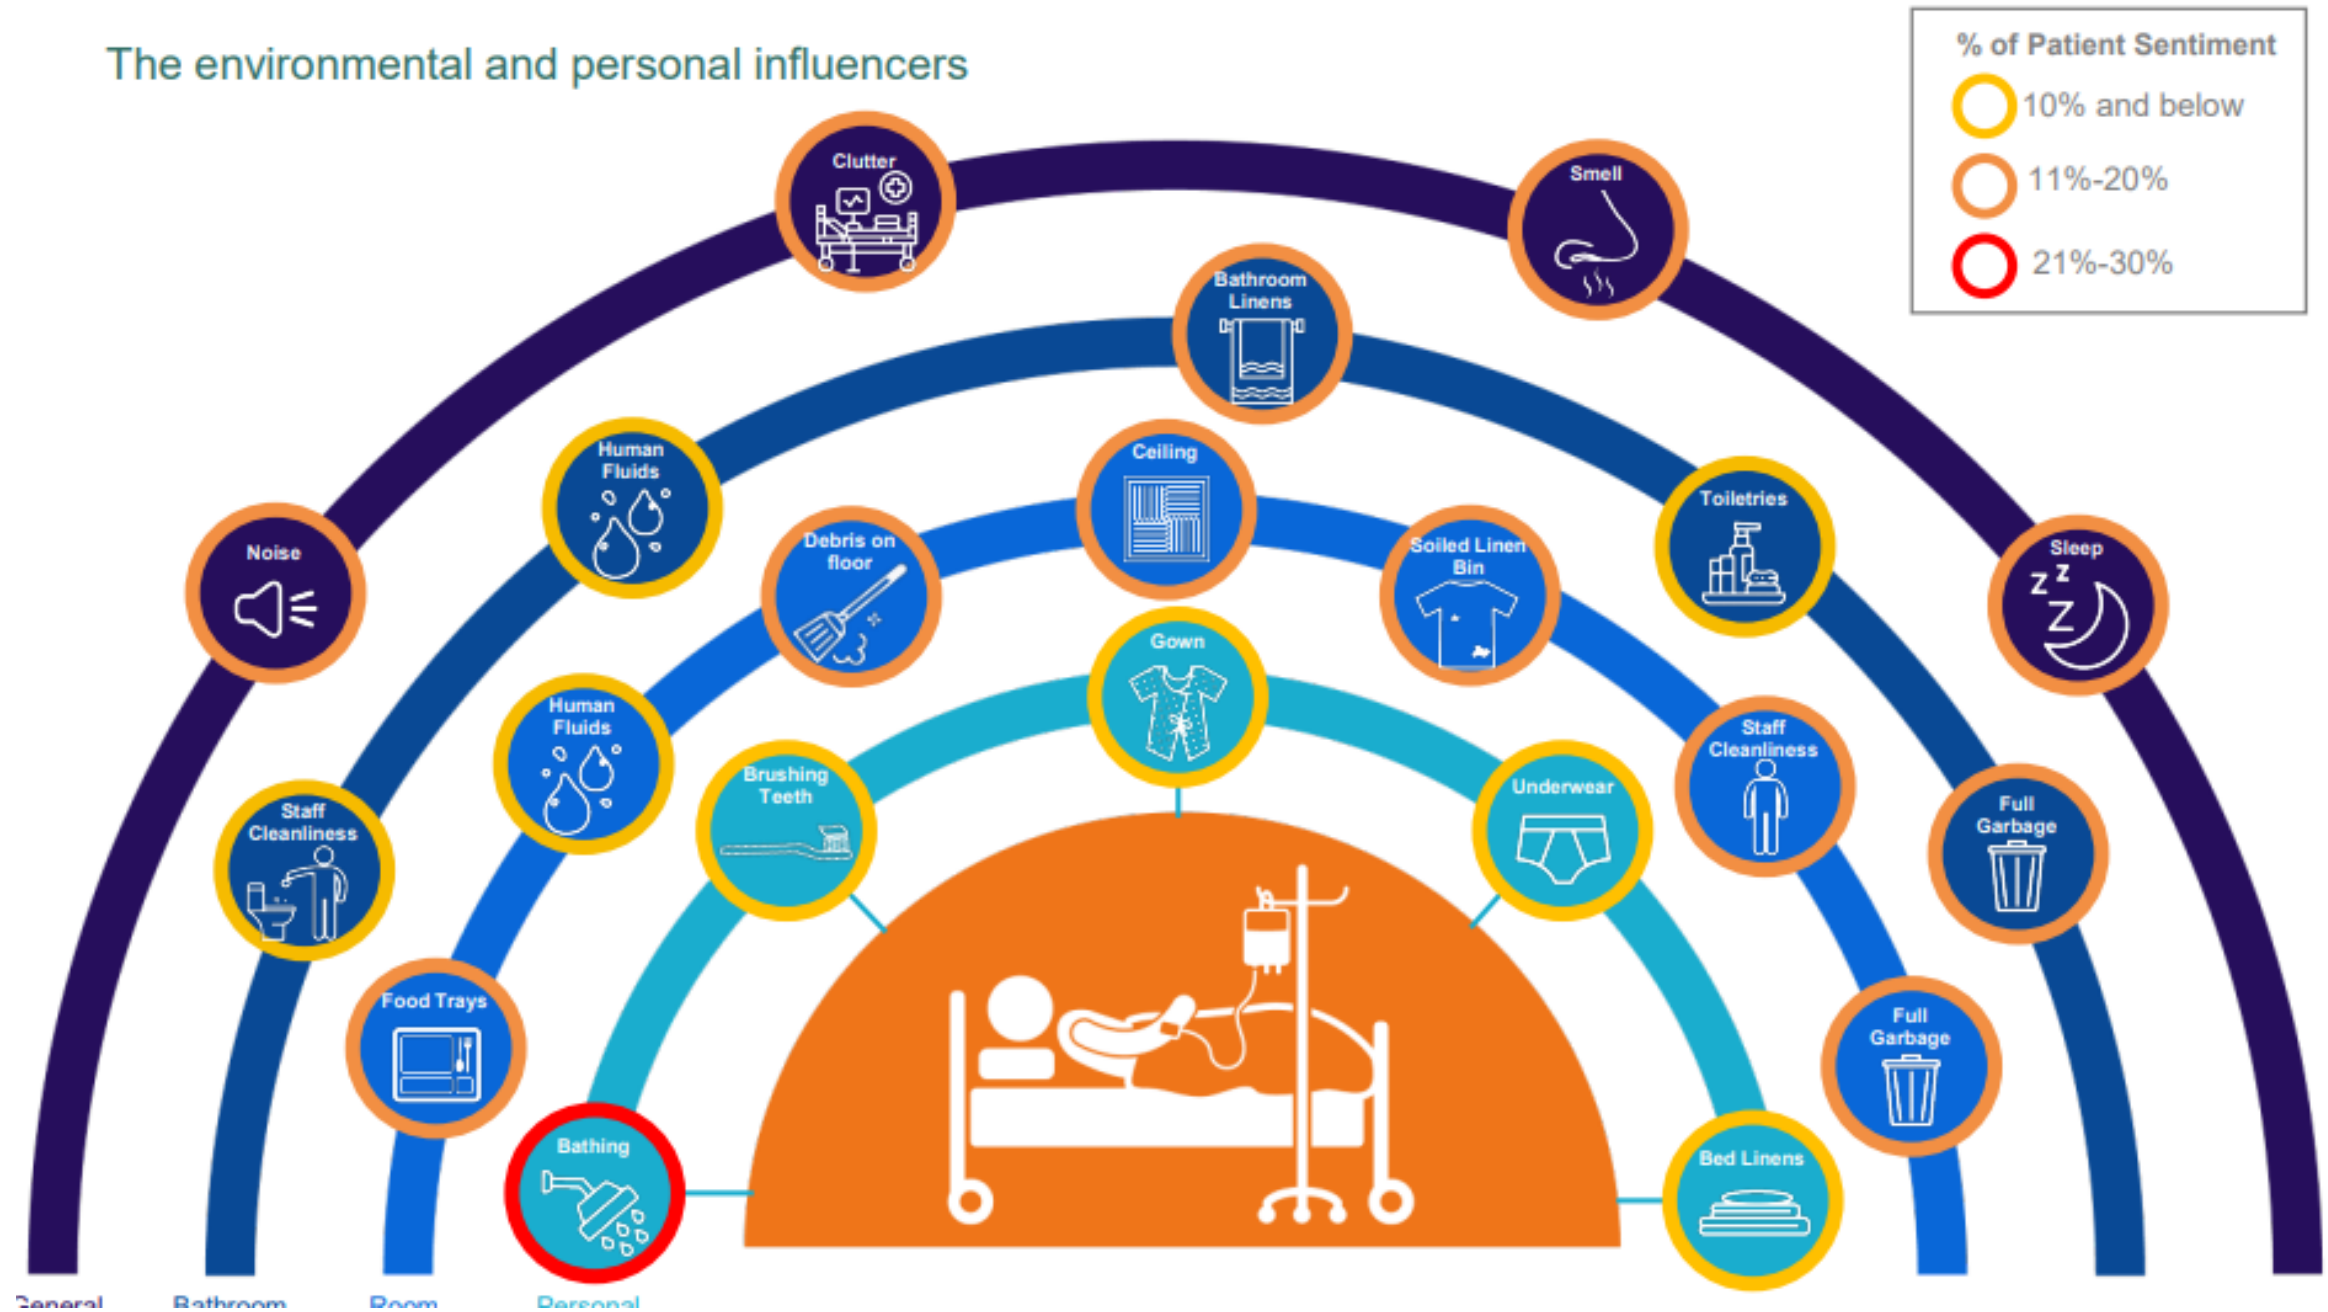 The environmental and personal influencers
% of Patient Sentiment
10% and below
11%-20%
21%-30%
Clutter
Smell
Noise
Sleep
Z
Z
Z
Bathroom
Linens
Human
Fluids
Toiletries
Staff
Cleanliness
Full
Garbage
Ceiling
Debris on
floor
Soiled Linen
Bin
Human
Fluids
Staff
Cleanliness
Food Trays
Full
Garbage
Gown
Brushing
Teeth
Underwear
Bathing
Bed Linens
General
Bathroom
Room
Personal